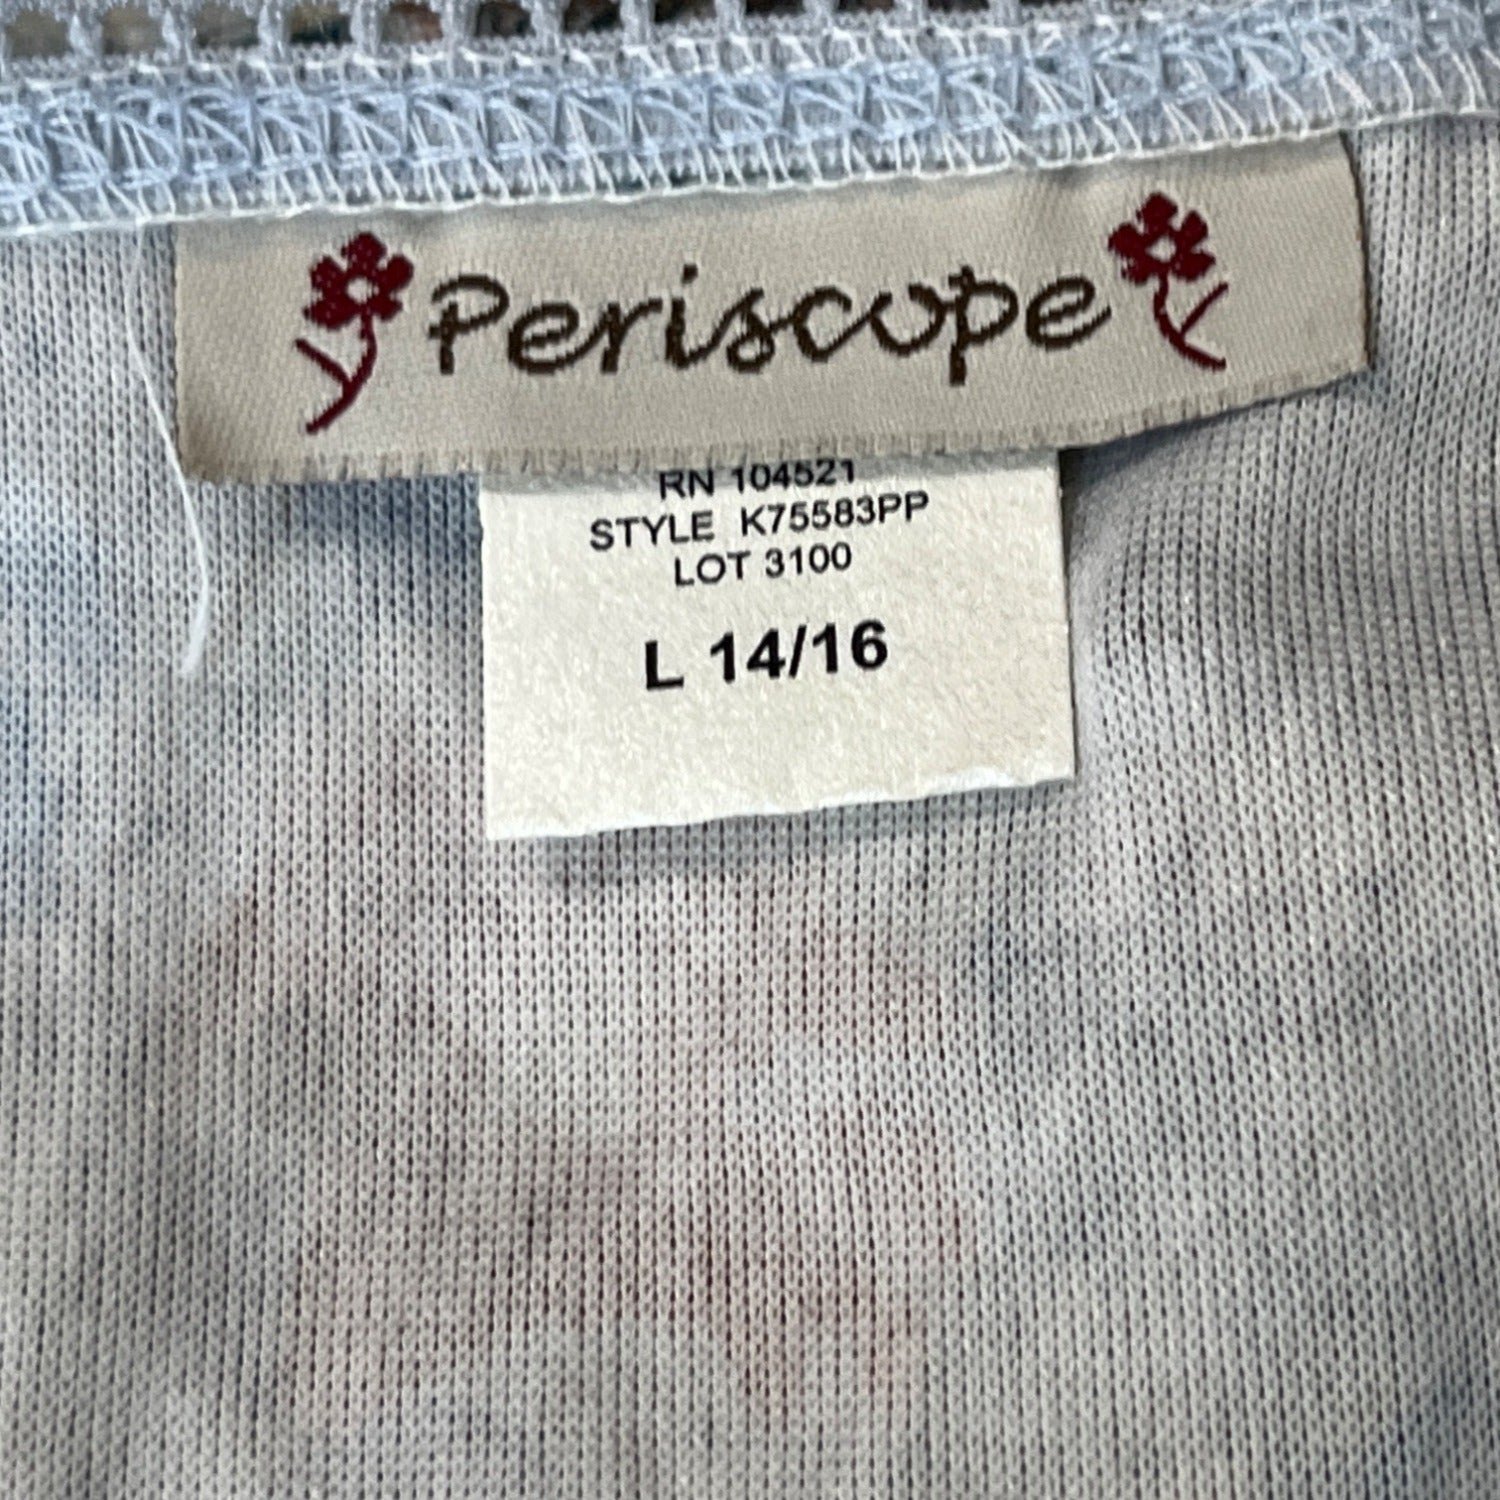 Periscope
RN 104521
STYLE K75583PP
LOT 3100
L 14/16